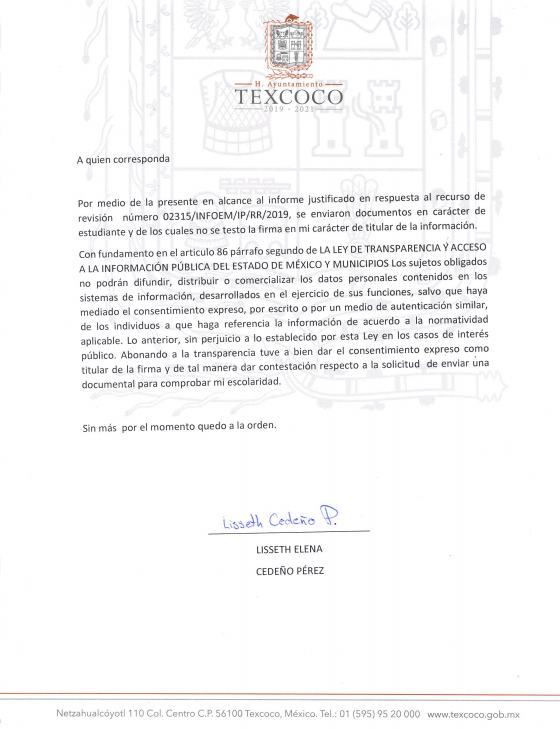 H. Ayuntamiento
TEXCOCO
2019 - 2021
A quien corresponda
Por medio de la presente en alcance al informe justificado en respuesta al recurso de
revisión número 02315/INFOEM/IP/RR/2019, se enviaron documentos en carácter de
estudiante y de los cuales no se testo la firma en mi carácter de titular de la información.
Con fundamento en el articulo 86 párrafo segundo de LA LEY DE TRANSPARENCIA Y ACCESO
A LA INFORMACIÓN PÚBLICA DEL ESTADO DE MÉXICO Y MUNICIPIOS Los sujetos obligados
no podrán difundir, distribuir o comercializar los datos personales contenidos en los
sistemas de información, desarrollados en el ejercicio de sus funciones, salvo que haya
mediado el consentimiento expreso, por escrito o por un medio de autenticación similar,
de los individuos a que haga referencia la información de acuerdo a la normatividad
aplicable. Lo anterior, sin perjuicio a lo establecido por esta Ley en los casos de interés
público. Abonando a la transparencia tuve a bien dar el consentimiento expreso como
titular de la firma y de tal manera dar contestación respecto a la solicitud de enviar una
documental para comprobar mi escolaridad.
Sin más por el momento quedo a la orden.
Lisseth Cedeño P.
LISSETH ELENA
CEDEÑO PÉREZ
Netzahualcóyotl 110 Col. Centro C.P. 56100 Texcoco, México. Tel.: 01 (595) 95 20 000 www.texcoco.gob.mx